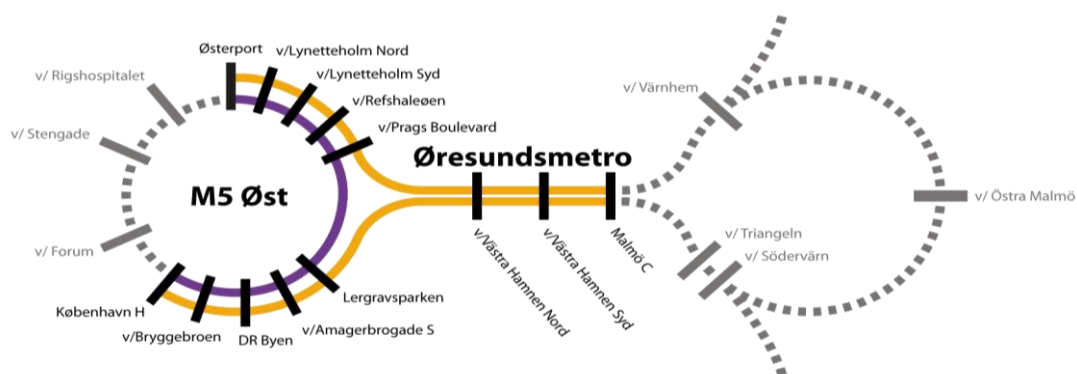 Østerport
v/Lynetteholm Nord
v/Lynetteholm Syd
v/Refshaleøen
v/Prags Boulevard
v/ Rigshospitalet
v/ Stengade
v/ Forum
M5 Øst
Øresundsmetro
København H
v/Bryggebroen
DR Byen
v/Amagerbrogade S
Lergravsparken
v/Västra Hamnen Nord
v/Västra Hamnen Syd
Malmö C
v/ Värnhem
v/ Östra Malmö
v/ Triangeln
v/ Södervärn